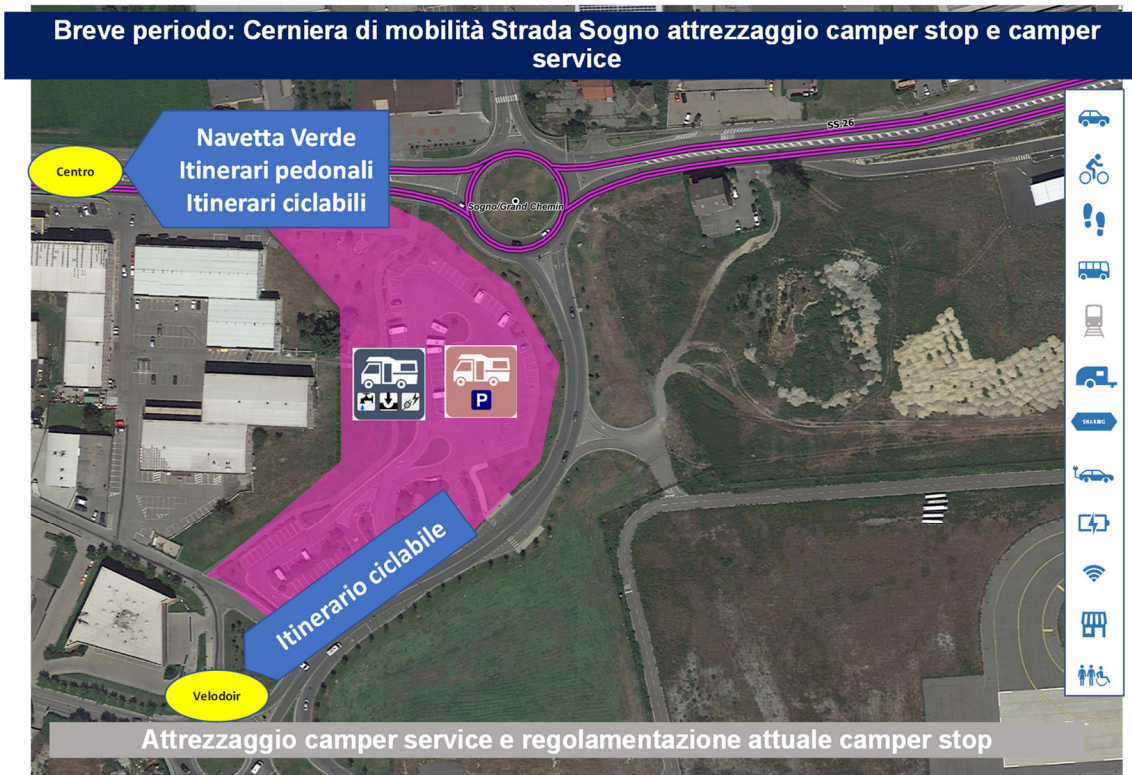 Breve periodo: Cerniera di mobilità Strada Sogno attrezzaggio camper stop e camper
service
Navetta Verde
Itinerari pedonali
Itinerari ciclabili
Centro
SS.26
Sogno/Grand Chemin
SHARING
P
Itinerario ciclabile
Velodoir
Attrezzaggio camper service e regolamentazione attuale camper stop